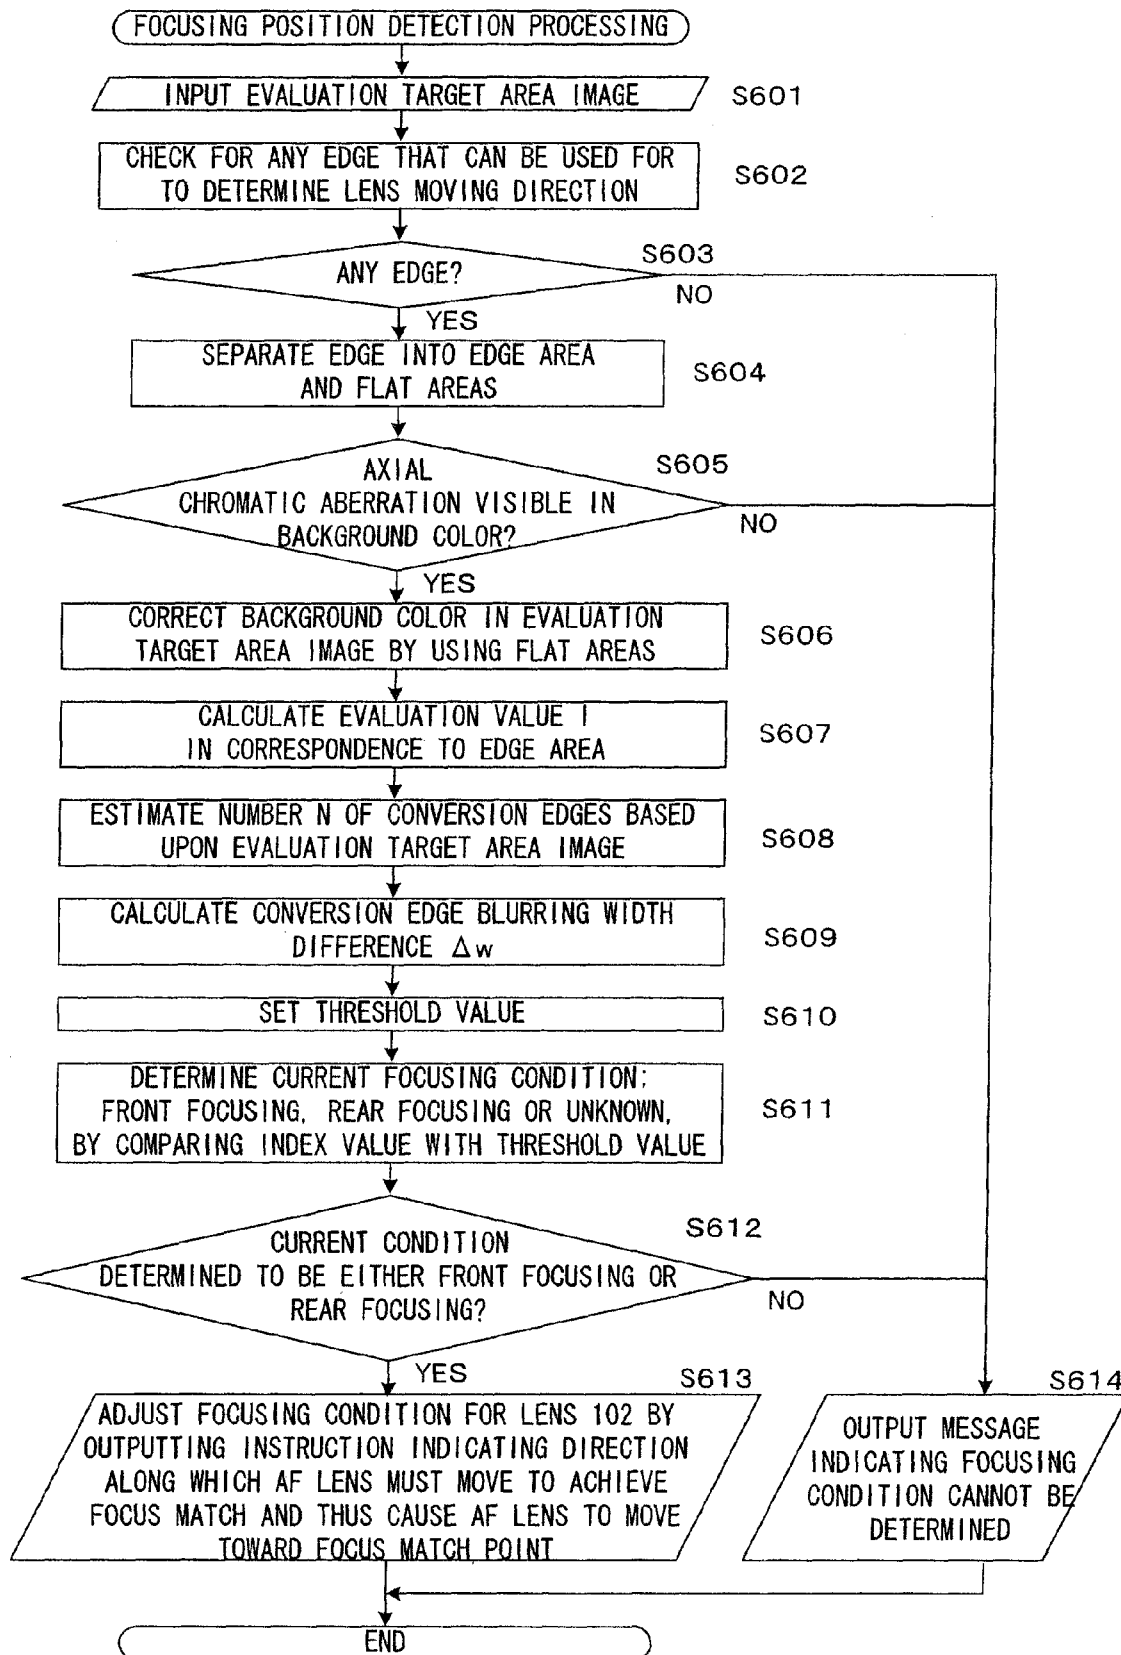 FOCUSING POSITION DETECTION PROCESSING
INPUT EVALUATION TARGET AREA IMAGE
S601
CHECK FOR ANY EDGE THAT CAN BE USED FOR
TO DETERMINE LENS MOVING DIRECTION
S602
S603
ANY EDGE?
NO
YES
SEPARATE EDGE INTO EDGE AREA
AND FLAT AREAS
S604
S605
AXIAL
CHROMATIC ABERRATION VISIBLE IN
BACKGROUND COLOR?
NO
YES
CORRECT BACKGROUND COLOR IN EVALUATION
TARGET AREA IMAGE BY USING FLAT AREAS
S606
CALCULATE EVALUATION VALUE I
IN CORRESPONDENCE TO EDGE AREA
S607
ESTIMATE NUMBER N OF CONVERSION EDGES BASED
UPON EVALUATION TARGET AREA IMAGE
S608
CALCULATE CONVERSION EDGE BLURRING WIDTH
DIFFERENCE Δw
S609
SET THRESHOLD VALUE
S610
DETERMINE CURRENT FOCUSING CONDITION:
FRONT FOCUSING, REAR FOCUSING OR UNKNOWN,
BY COMPARING INDEX VALUE WITH THRESHOLD VALUE
S611
S612
CURRENT CONDITION
DETERMINED TO BE EITHER FRONT FOCUSING OR
REAR FOCUSING?
NO
YES
S613
ADJUST FOCUSING CONDITION FOR LENS 102 BY
OUTPUTTING INSTRUCTION INDICATING DIRECTION
ALONG WHICH AF LENS MUST MOVE TO ACHIEVE
FOCUS MATCH AND THUS CAUSE AF LENS TO MOVE
TOWARD FOCUS MATCH POINT
S614
OUTPUT MESSAGE
INDICATING FOCUSING
CONDITION CANNOT BE
DETERMINED
END